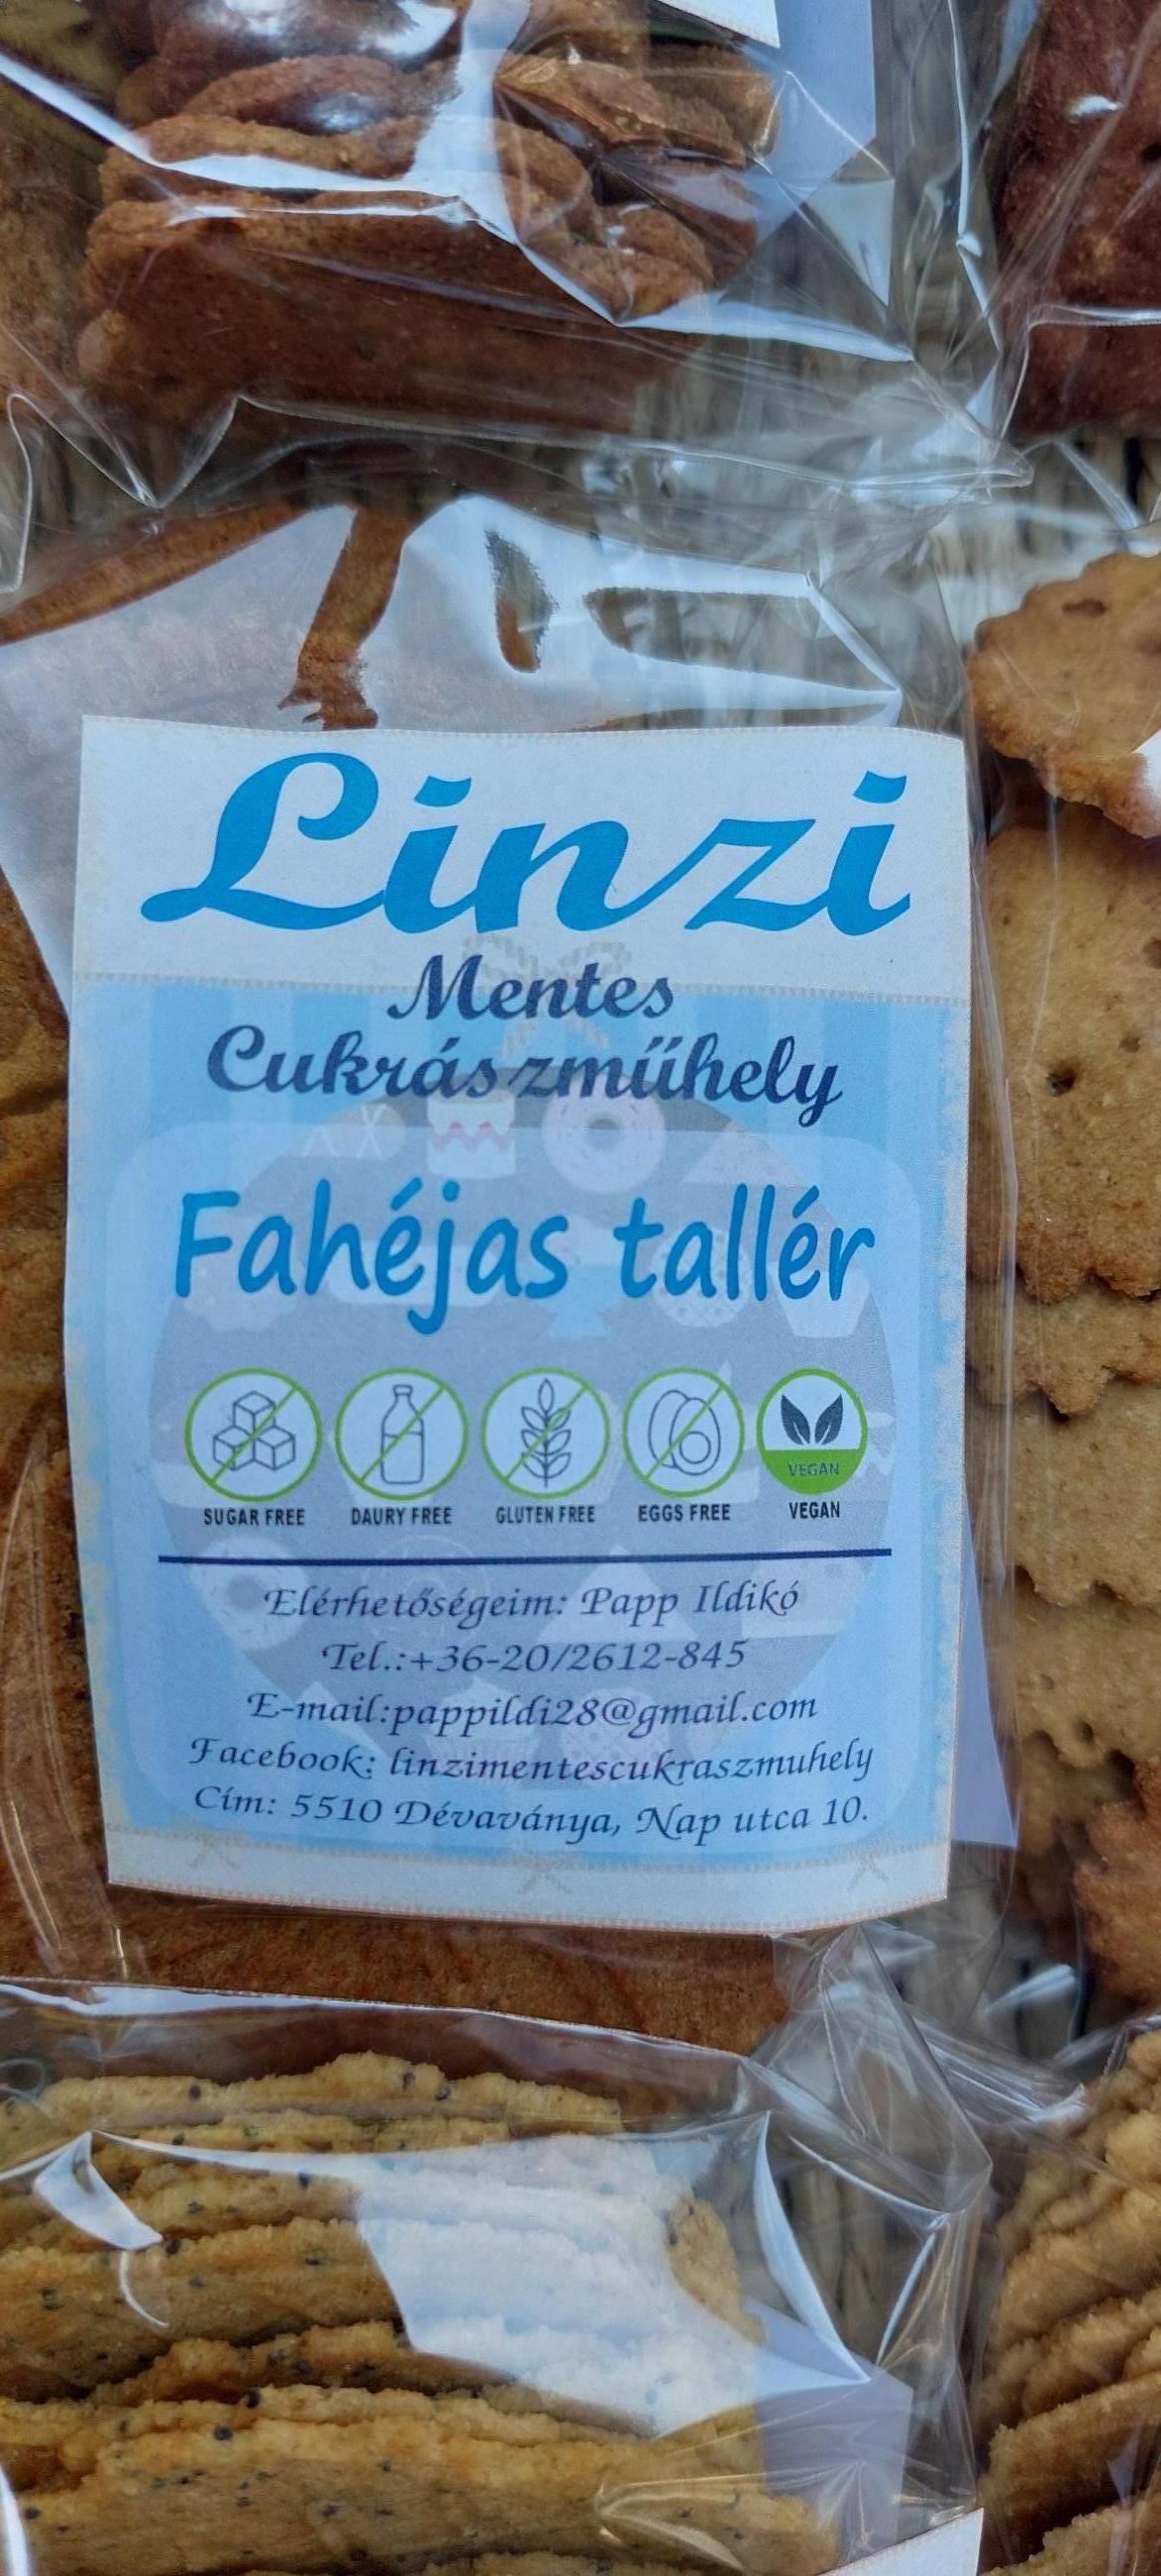 Linzi
Mentes
Cukrászműhely
Fahéjas tallér
VEGAN
SUGAR FREE DAURY FREE GLUTEN FREE EGGS FREE VEGAN
Elérhetőségeim: Papp Ildikó
Tel.:+36-20/2612-845
E-mail:pappildi28@gmail.com
Facebook: linzimentescukraszmuhely
Cím: 5510 Dévaványa, Nap utca 10.